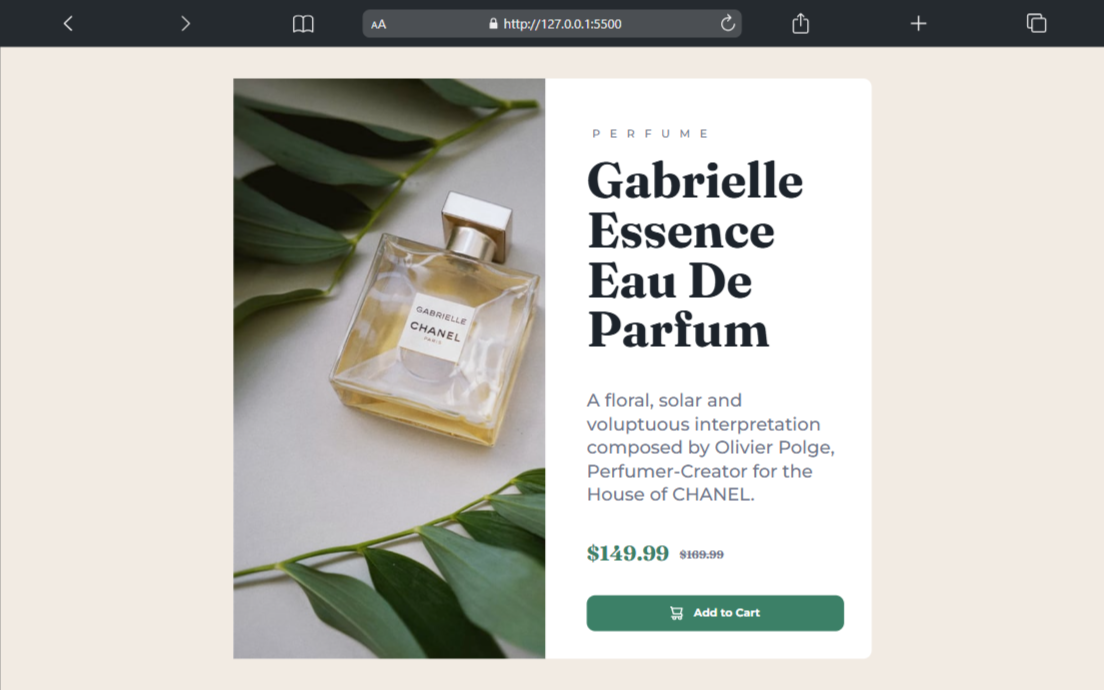 AA http://127.0.0.1:5500
PERFUME
Gabrielle
Essence
Eau De
Parfum
GABRIELLE
CHANEL
PARIS
A floral, solar and
voluptuous interpretation
composed by Olivier Polge,
Perfumer-Creator for the
House of CHANEL.
$149.99 $169.99
Add to Cart